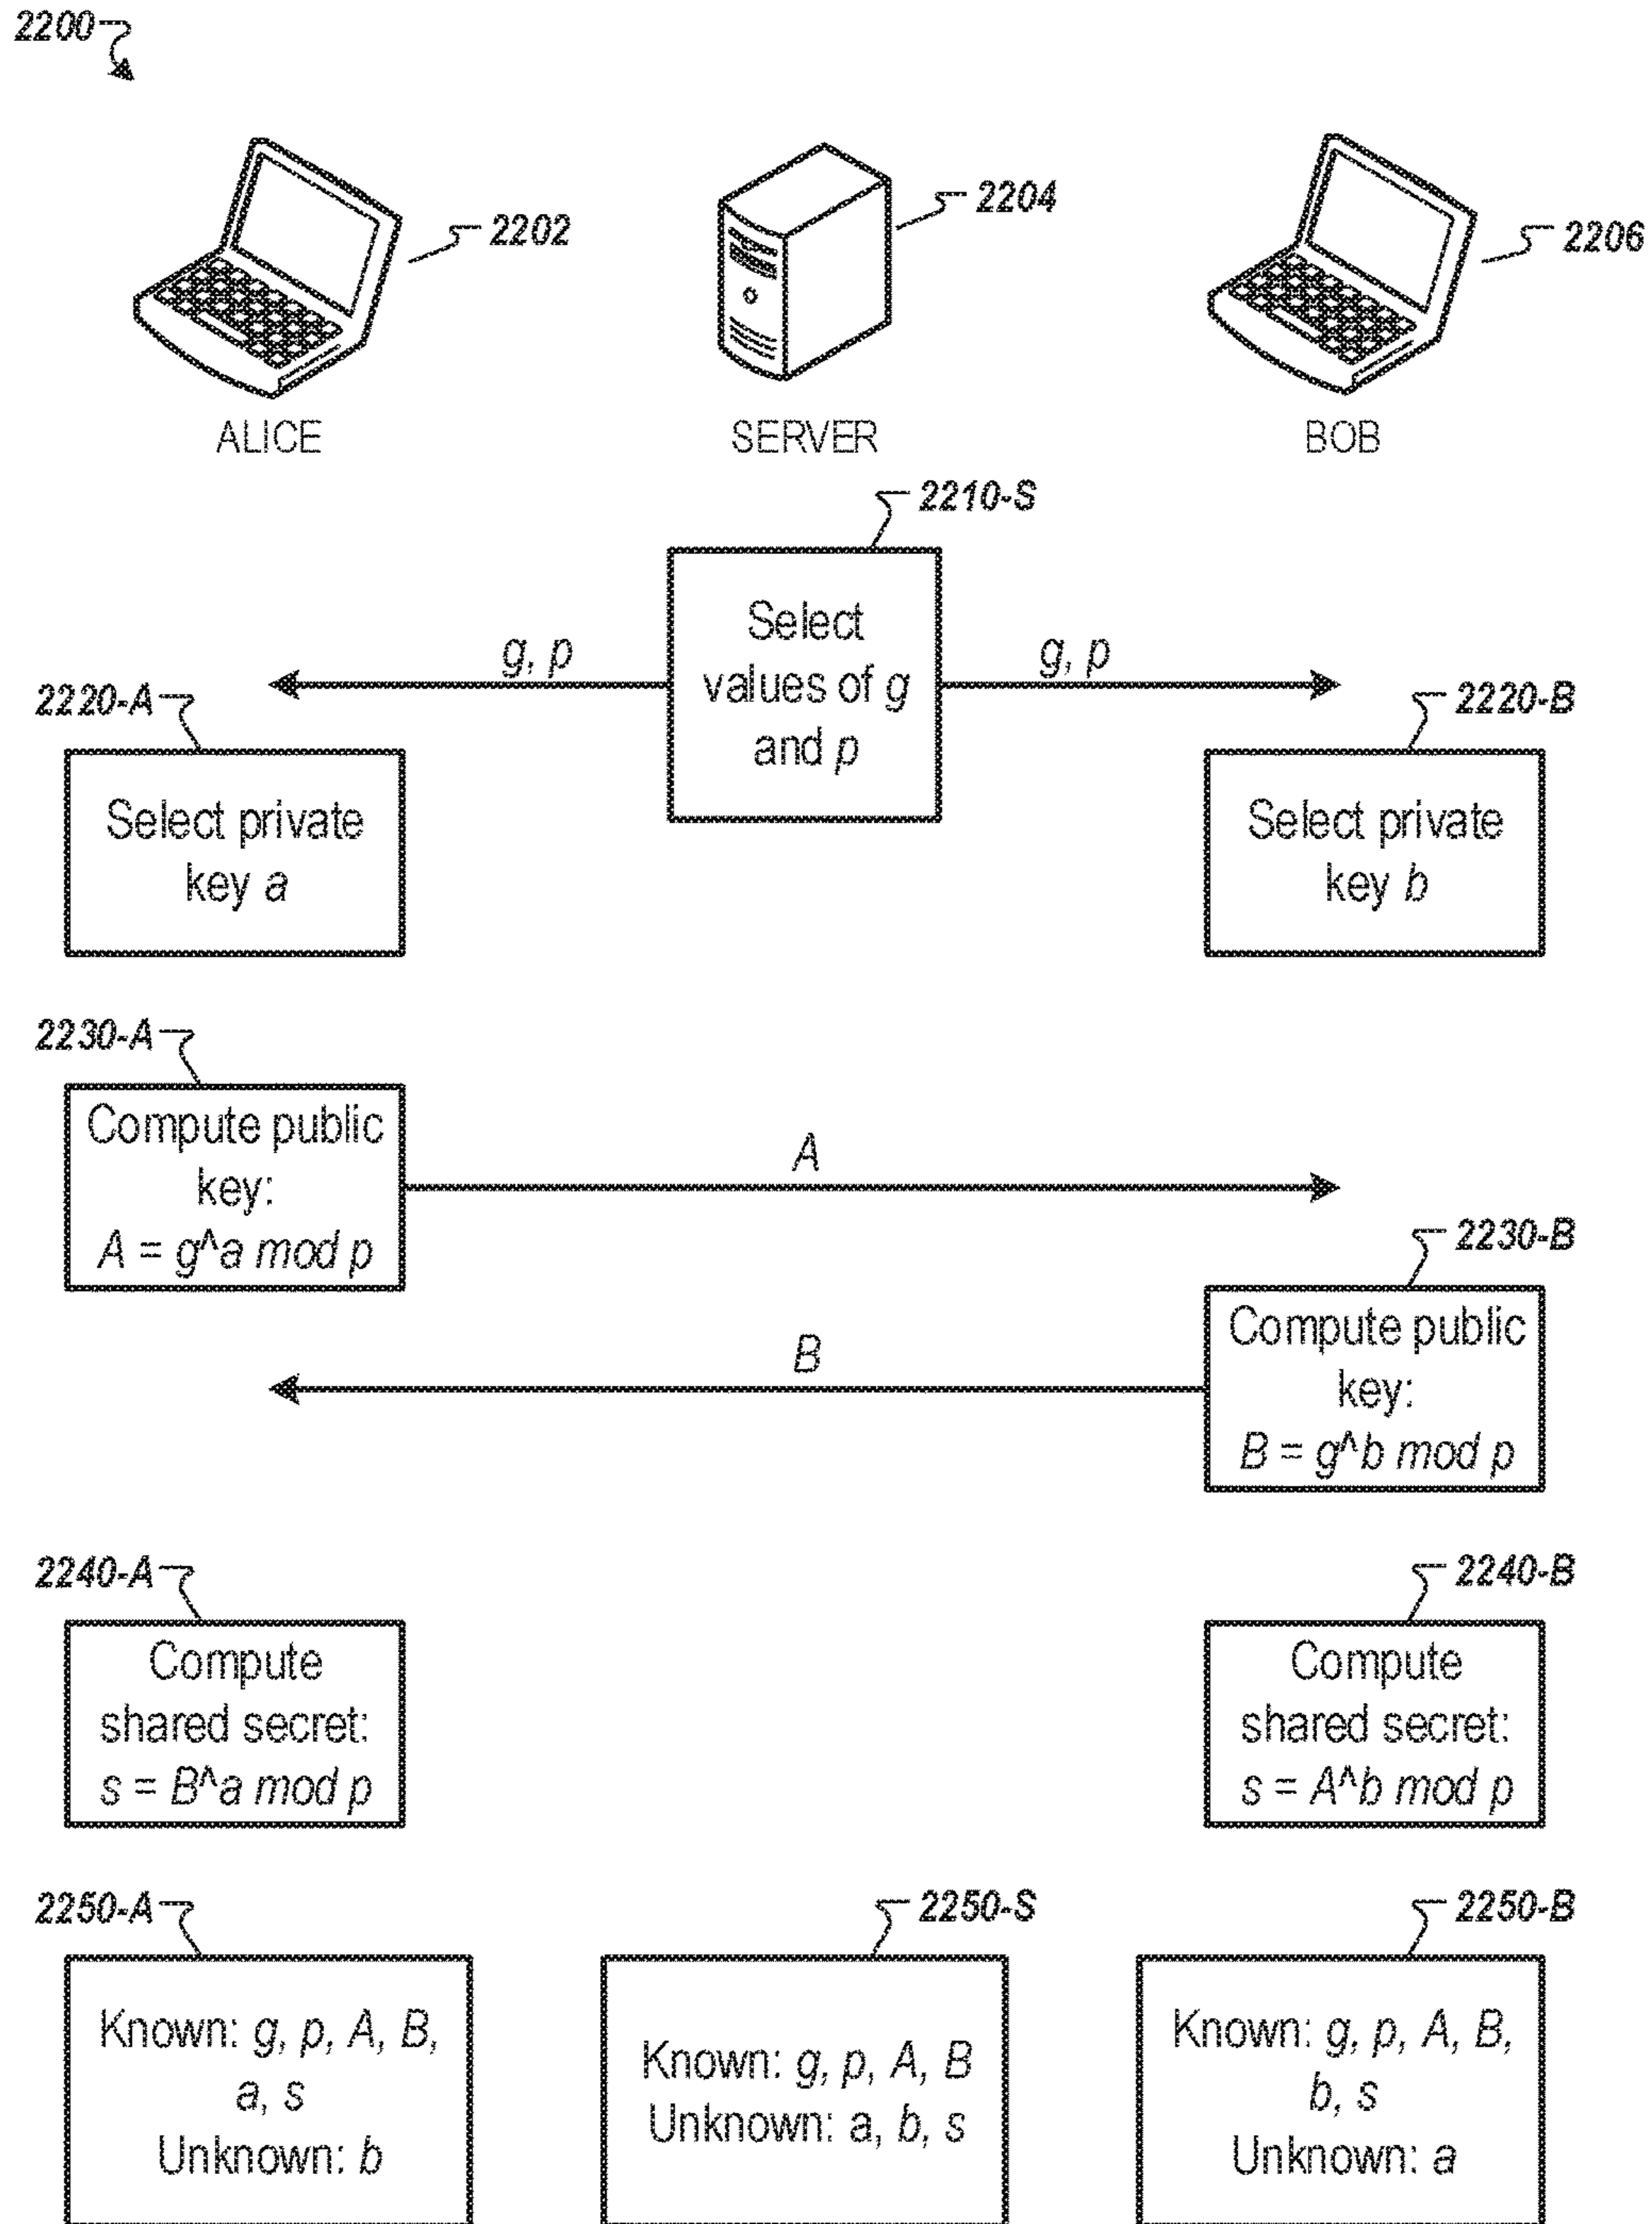 2200
2202
2204
2206
ALICE
SERVER
BOB
2210-S
Select
values of g
and p
g, p
g, p
2220-A
Select private
key a
2220-B
Select private
key b
2230-A
Compute public
key:
A = g^a mod p
A
2230-B
Compute public
key:
B = g^b mod p
B
2240-A
Compute
shared secret:
s = B^a mod p
2240-B
Compute
shared secret:
s = A^b mod p
2250-A
Known: g, p, A, B,
a, s
Unknown: b
2250-S
Known: g, p, A, B
Unknown: a, b, s
2250-B
Known: g, p, A, B,
b, s
Unknown: a